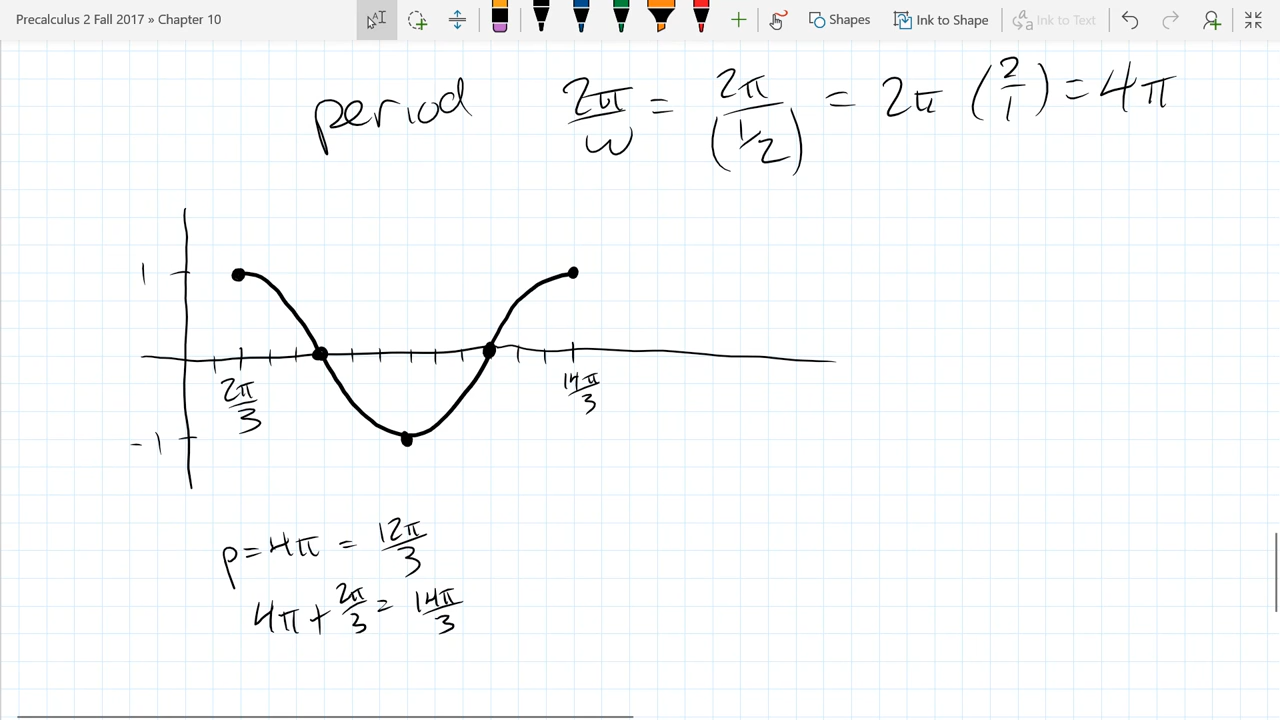 Precalculus 2 Fall 2017 » Chapter 10
Shapes
Ink to Shape
Ink to Text
period 2π/ω = 2π/(1/2) = 2π (2/1) = 4π
1
2π/3
14π/3
-1
p = 4π = 12π/3
4π + 2π/3 = 14π/3